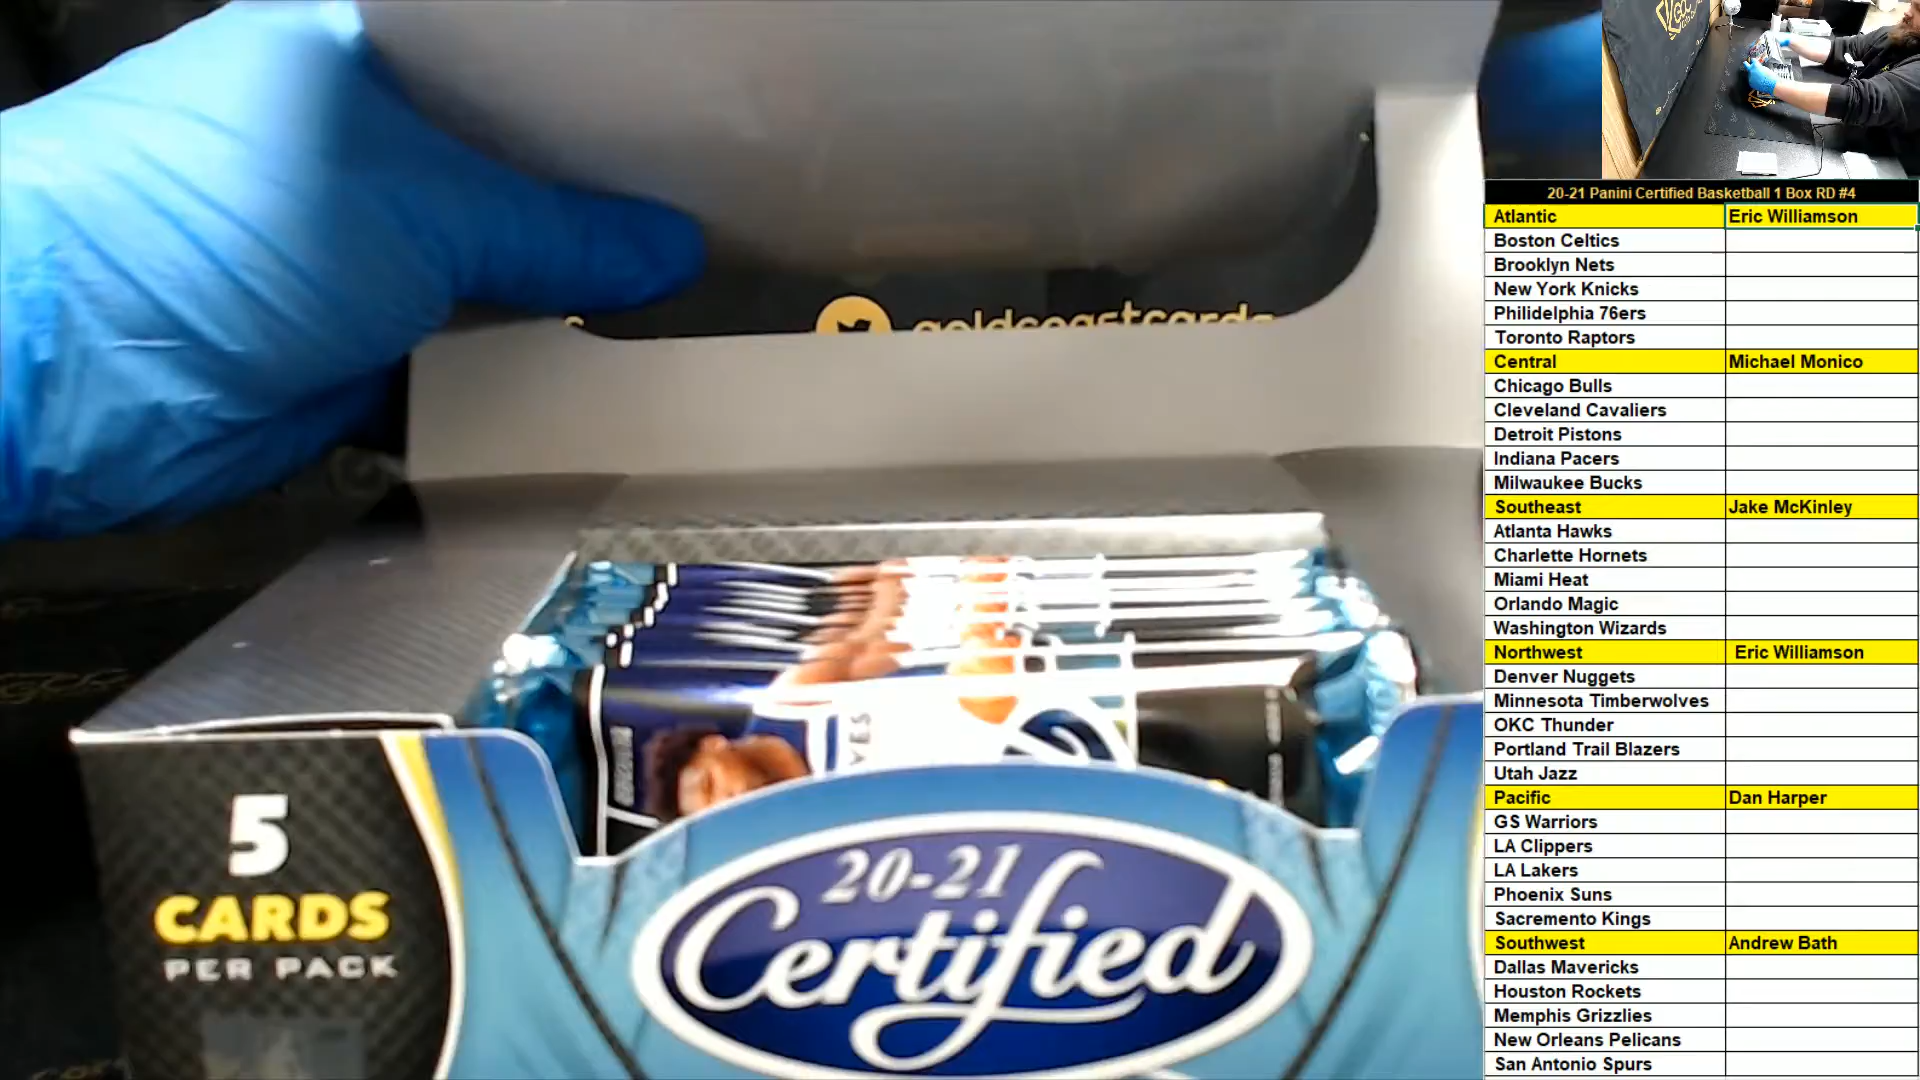 goldcoastcards
5
CARDS
PER PACK
20-21
Certified
20-21 Panini Certified Basketball 1 Box RD #4
Atlantic Eric Williamson
Boston Celtics
Brooklyn Nets
New York Knicks
Philidelphia 76ers
Toronto Raptors
Central Michael Monico
Chicago Bulls
Cleveland Cavaliers
Detroit Pistons
Indiana Pacers
Milwaukee Bucks
Southeast Jake McKinley
Atlanta Hawks
Charlette Hornets
Miami Heat
Orlando Magic
Washington Wizards
Northwest Eric Williamson
Denver Nuggets
Minnesota Timberwolves
OKC Thunder
Portland Trail Blazers
Utah Jazz
Pacific Dan Harper
GS Warriors
LA Clippers
LA Lakers
Phoenix Suns
Sacremento Kings
Southwest Andrew Bath
Dallas Mavericks
Houston Rockets
Memphis Grizzlies
New Orleans Pelicans
San Antonio Spurs